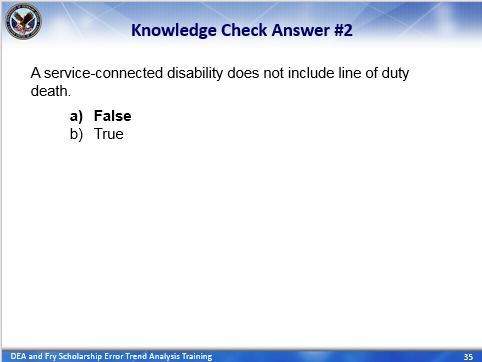 Knowledge Check Answer #2
A service-connected disability does not include line of duty
death.
a) False
b) True
DEA and Fry Scholarship Error Trend Analysis Training
35